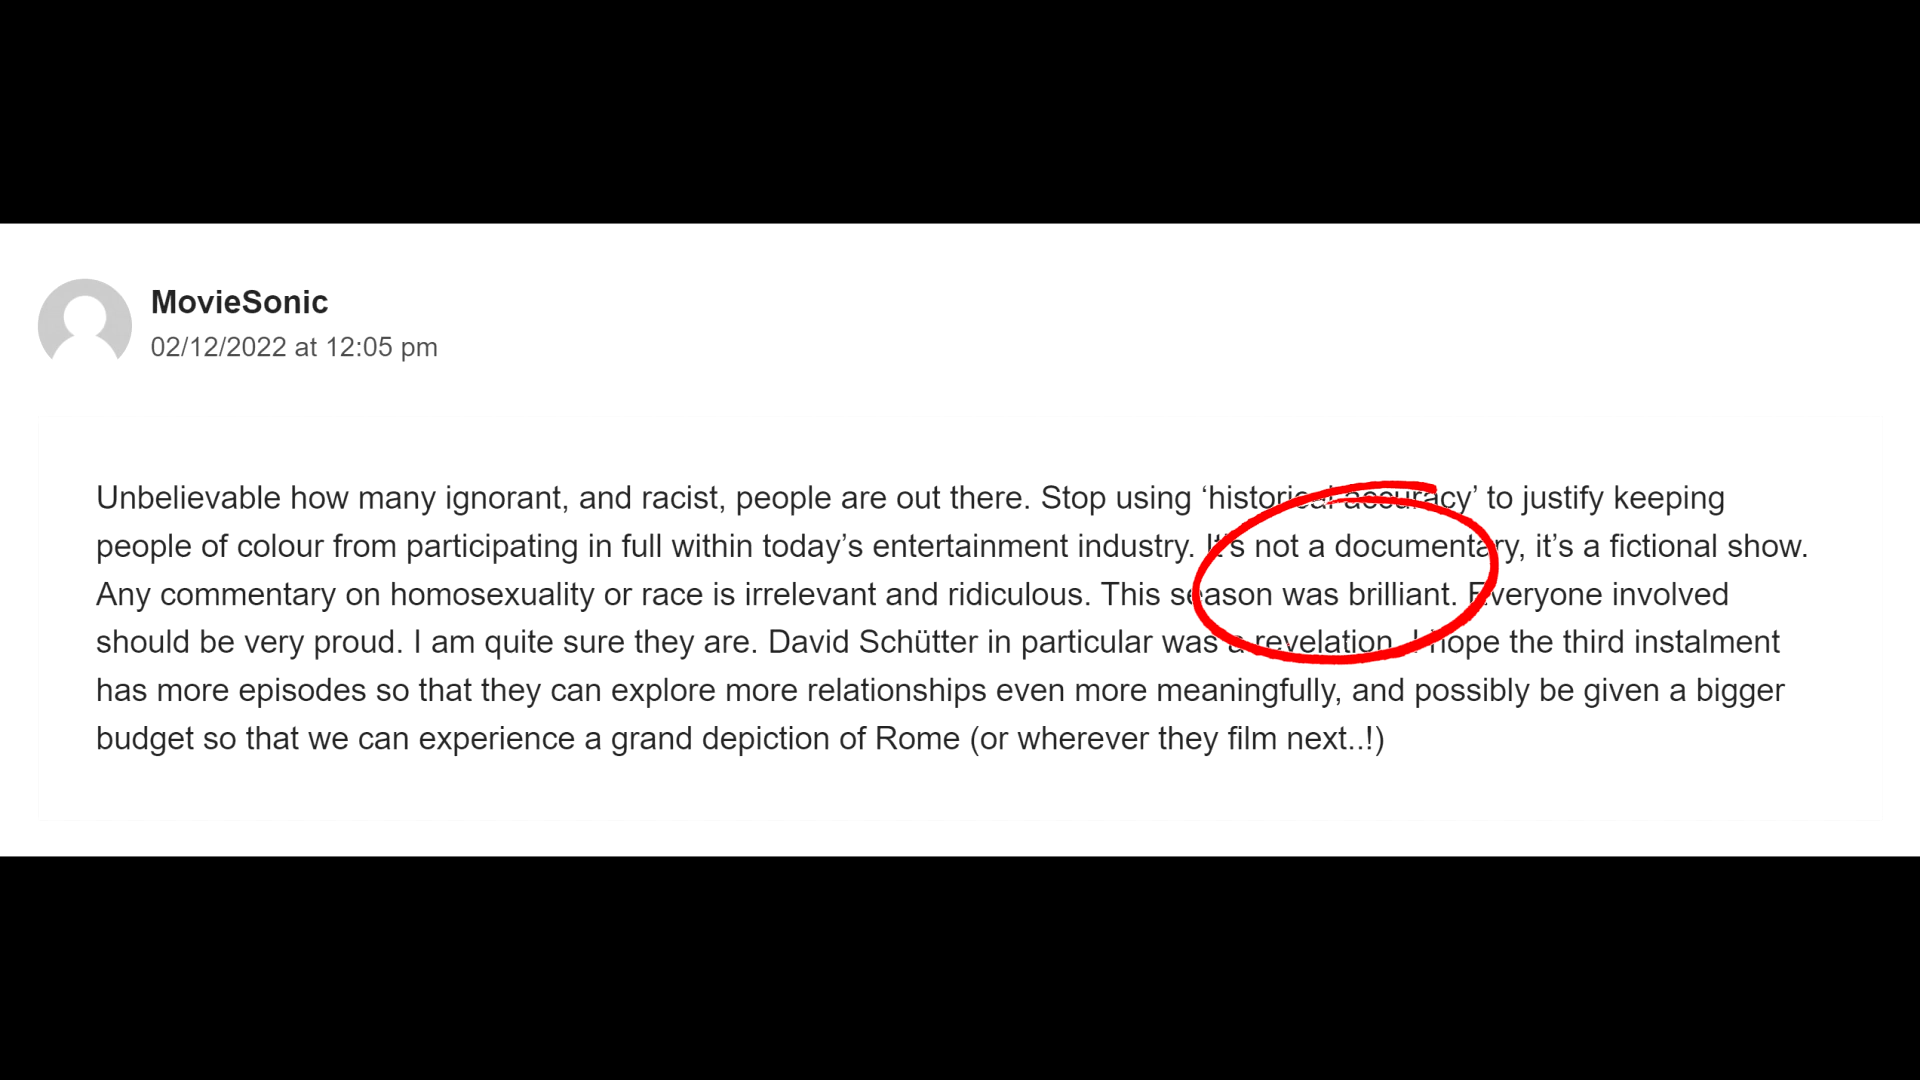 MovieSonic
02/12/2022 at 12:05 pm
Unbelievable how many ignorant, and racist, people are out there. Stop using ‘historical accuracy’ to justify keeping
people of colour from participating in full within today’s entertainment industry. It’s not a documentary, it’s a fictional show.
Any commentary on homosexuality or race is irrelevant and ridiculous. This season was brilliant. Everyone involved
should be very proud. I am quite sure they are. David Schütter in particular was a revelation. I hope the third instalment
has more episodes so that they can explore more relationships even more meaningfully, and possibly be given a bigger
budget so that we can experience a grand depiction of Rome (or wherever they film next..!)